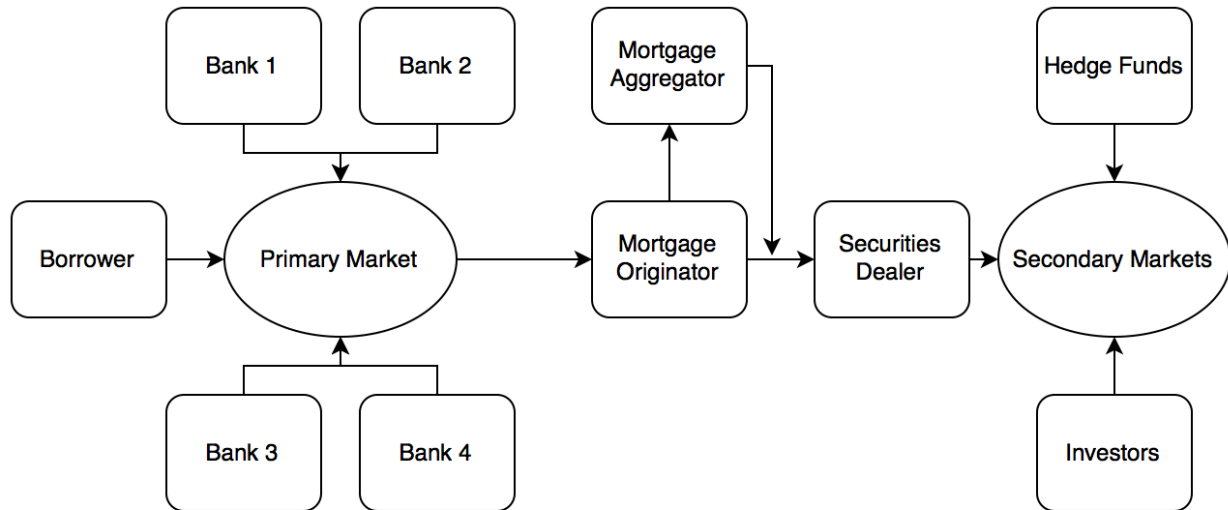 Bank 1
Bank 2
Mortgage
Aggregator
Hedge Funds
Borrower
Primary Market
Mortgage
Originator
Securities
Dealer
Secondary Markets
Bank 3
Bank 4
Investors